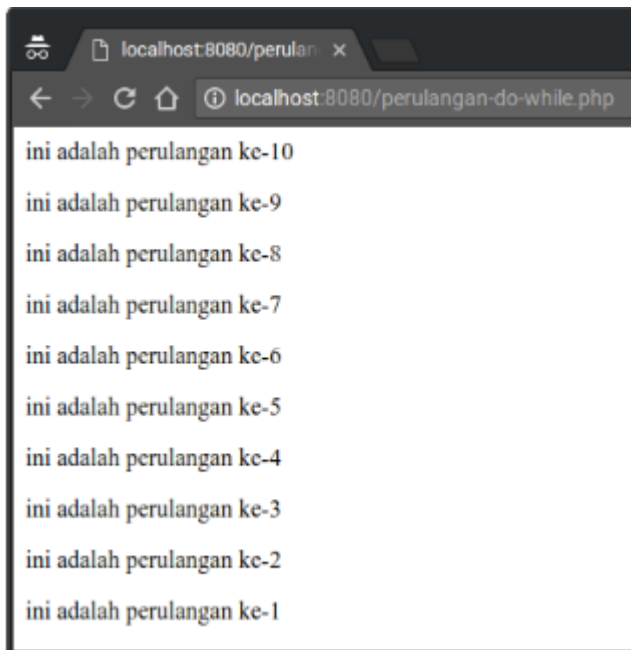 localhost:8080/perulan
localhost:8080/perulangan-do-while.php
ini adalah perulangan ke-10
ini adalah perulangan ke-9
ini adalah perulangan ke-8
ini adalah perulangan ke-7
ini adalah perulangan ke-6
ini adalah perulangan ke-5
ini adalah perulangan ke-4
ini adalah perulangan ke-3
ini adalah perulangan ke-2
ini adalah perulangan ke-1